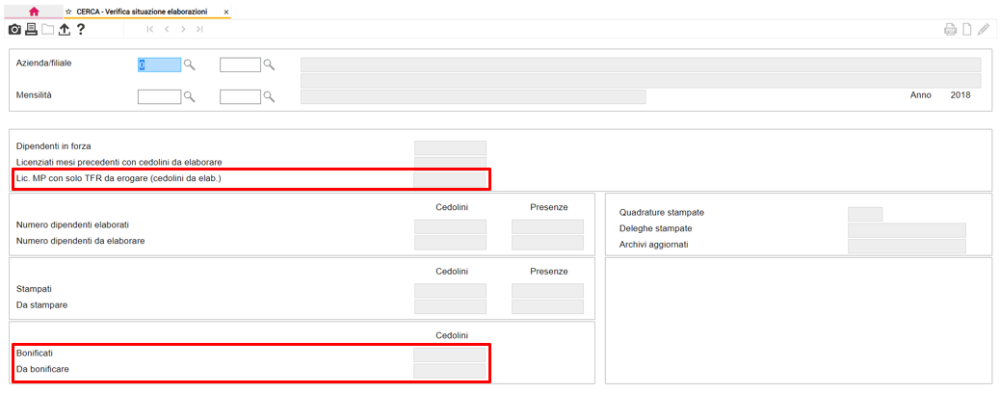 ☆ CERCA - Verifica situazione elaborazioni ×
?
Azienda/filiale 0
Mensilità Anno 2018
Dipendenti in forza
Licenziati mesi precedenti con cedolini da elaborare
Lic. MP con solo TFR da erogare (cedolini da elab.)
Cedolini Presenze
Numero dipendenti elaborati
Numero dipendenti da elaborare
Quadrature stampate
Deleghe stampate
Archivi aggiornati
Cedolini Presenze
Stampati
Da stampare
Cedolini
Bonificati
Da bonificare